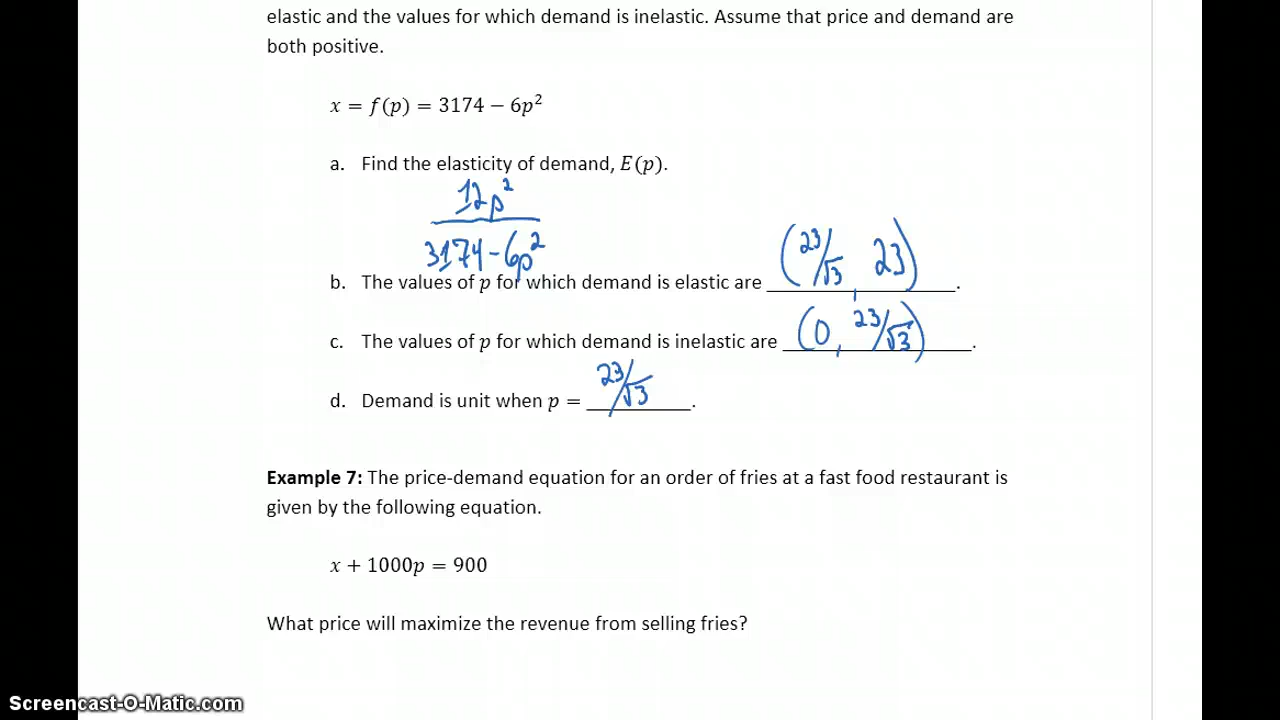 elastic and the values for which demand is inelastic. Assume that price and demand are
both positive.
x = f(p) = 3174 − 6p²
a. Find the elasticity of demand, E(p).
12p²
3174-6p²
b. The values of p for which demand is elastic are (23/√3, 23).
c. The values of p for which demand is inelastic are (0, 23/√3).
d. Demand is unit when p = 23/√3.
Example 7: The price-demand equation for an order of fries at a fast food restaurant is
given by the following equation.
x + 1000p = 900
What price will maximize the revenue from selling fries?
Screencast-O-Matic.com